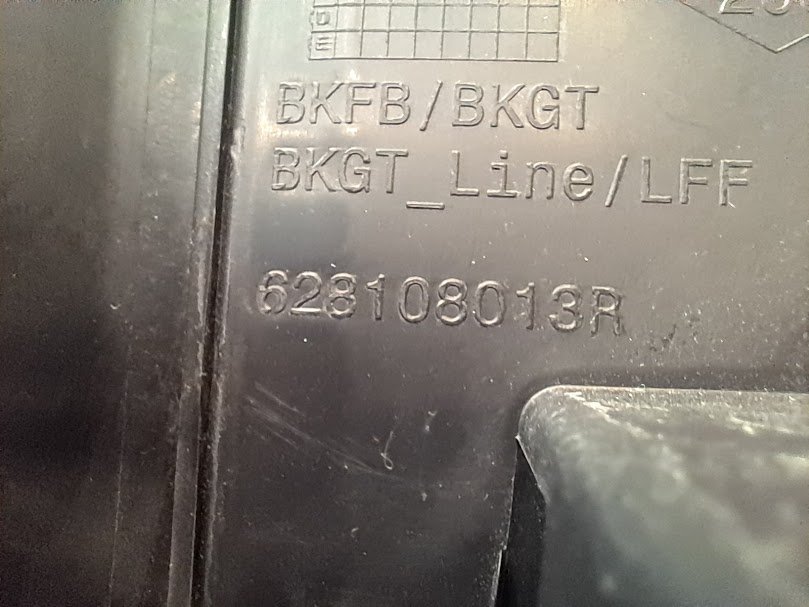 D
E
BKFB/BKGT
BKGT_Line/LFF
628108013R